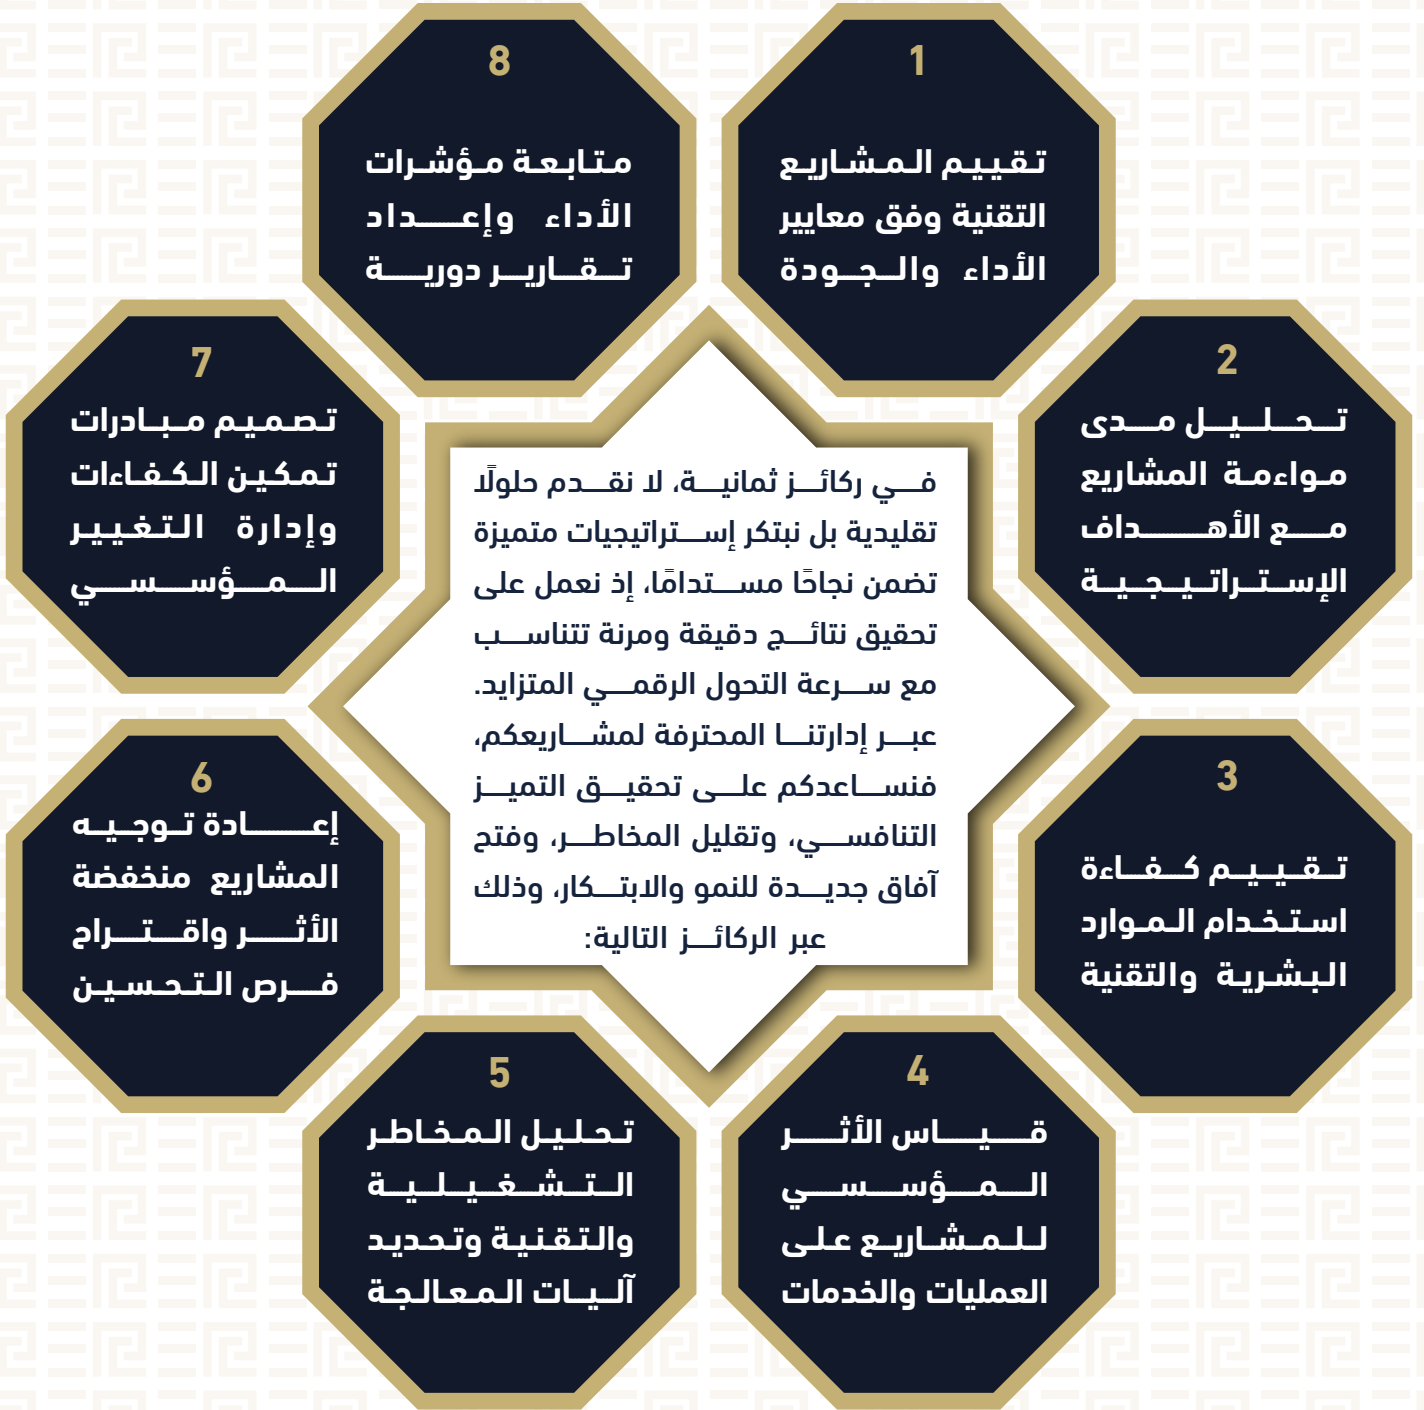 في ركائز ثمانية، لا نقدم حلولًا
تقليدية بل نبتكر إستراتيجيات متميزة
تضمن نجاحًا مستدامًا، إذ نعمل على
تحقيق نتائج دقيقة ومرنة تتناسب
مع سرعة التحول الرقمي المتزايد.
عبر إدارتنا المحترفة لمشاريعكم،
فنساعدكم على تحقيق التميز
التنافسي، وتقليل المخاطر، وفتح
آفاق جديدة للنمو والابتكار، وذلك
عبر الركائز التالية:
1
تقييم المشاريع
التقنية وفق معايير
الأداء والجودة
2
تحليل مدى
مواءمة المشاريع
مع الأهداف
الإستراتيجية
3
تقييم كفاءة
استخدام الموارد
البشرية والتقنية
4
قياس الأثر
المؤسسي
للمشاريع على
العمليات والخدمات
5
تحليل المخاطر
التشغيلية
والتقنية وتحديد
آليات المعالجة
6
إعادة توجيه
المشاريع منخفضة
الأثر واقتراح
فرص التحسين
7
تصميم مبادرات
تمكين الكفاءات
وإدارة التغيير
المؤسسي
8
متابعة مؤشرات
الأداء وإعداد
تقارير دورية